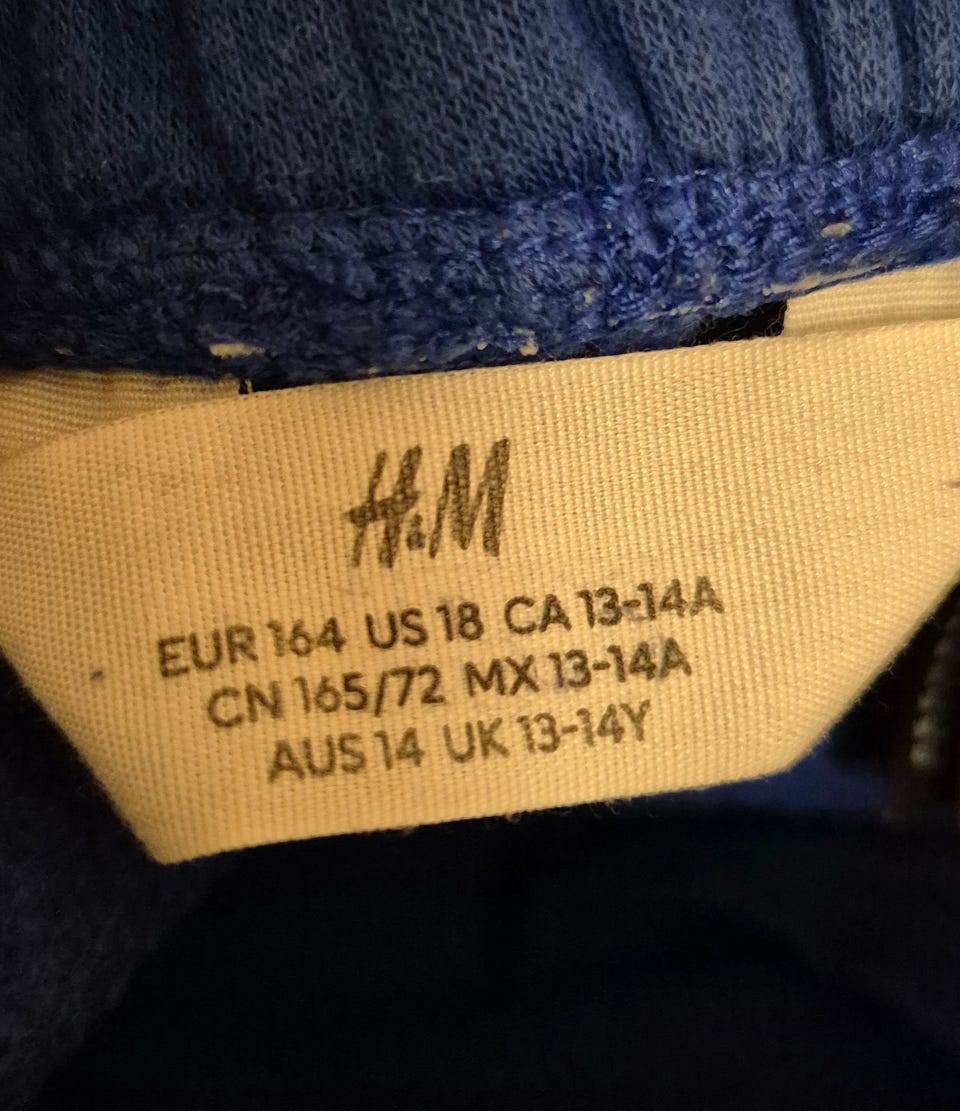 H&M
EUR 164 US 18 CA 13-14A
CN 165/72 MX 13-14A
AUS 14 UK 13-14Y